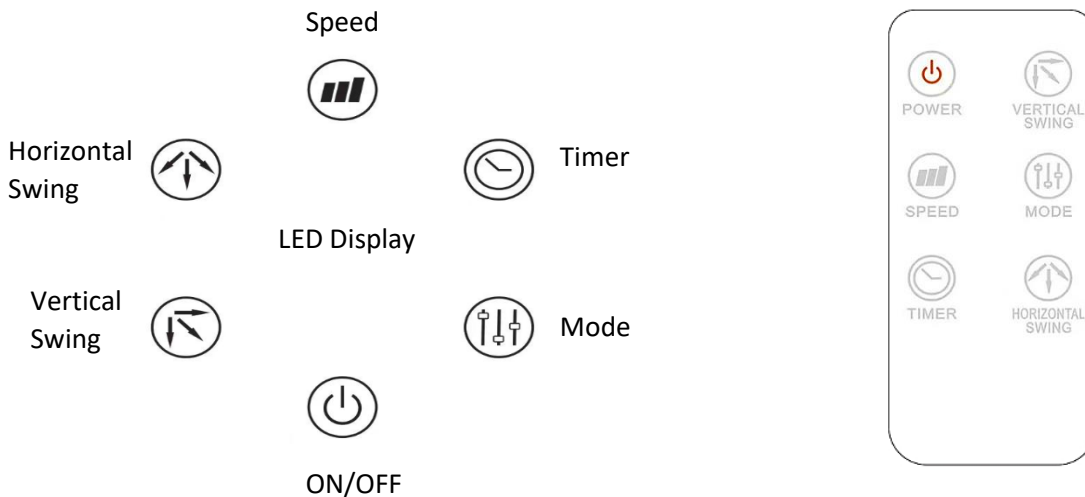 Speed
Horizontal
Swing
Timer
LED Display
Vertical
Swing
Mode
ON/OFF
POWER
VERTICAL
SWING
SPEED
MODE
TIMER
HORIZONTAL
SWING